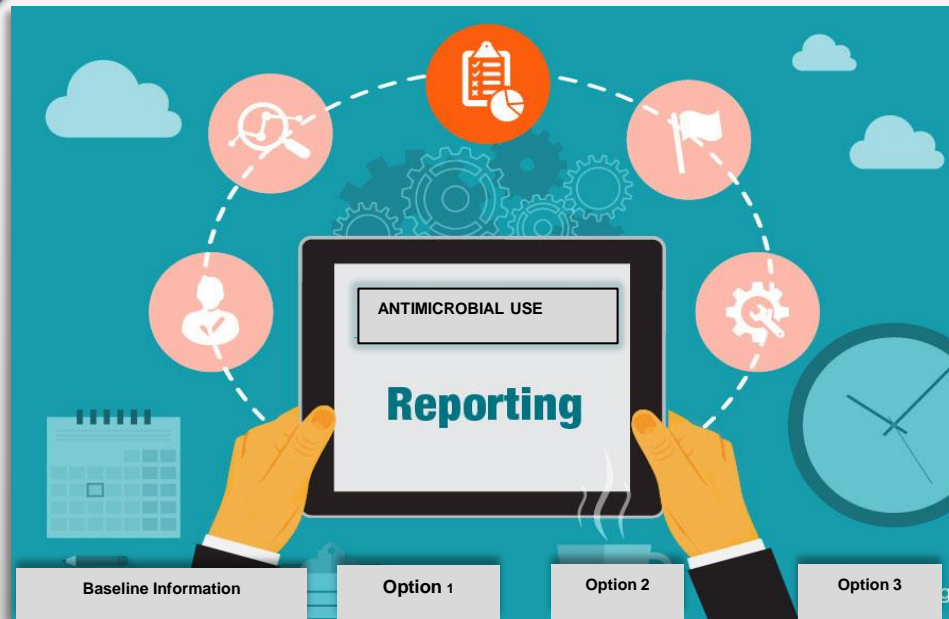 ANTIMICROBIAL USE
Reporting
Baseline Information
Option 1
Option 2
Option 3